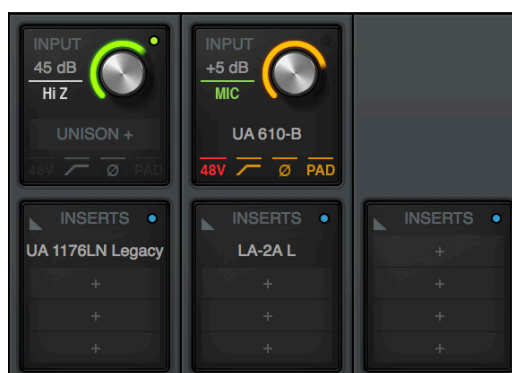 INPUT
45 dB
Hi Z
UNISON +
48V Ø PAD
INSERTS
UA 1176LN Legacy
+
+
+
INPUT
+5 dB
MIC
UA 610-B
48V Ø PAD
INSERTS
LA-2A L
+
+
+
INSERTS
+
+
+
+